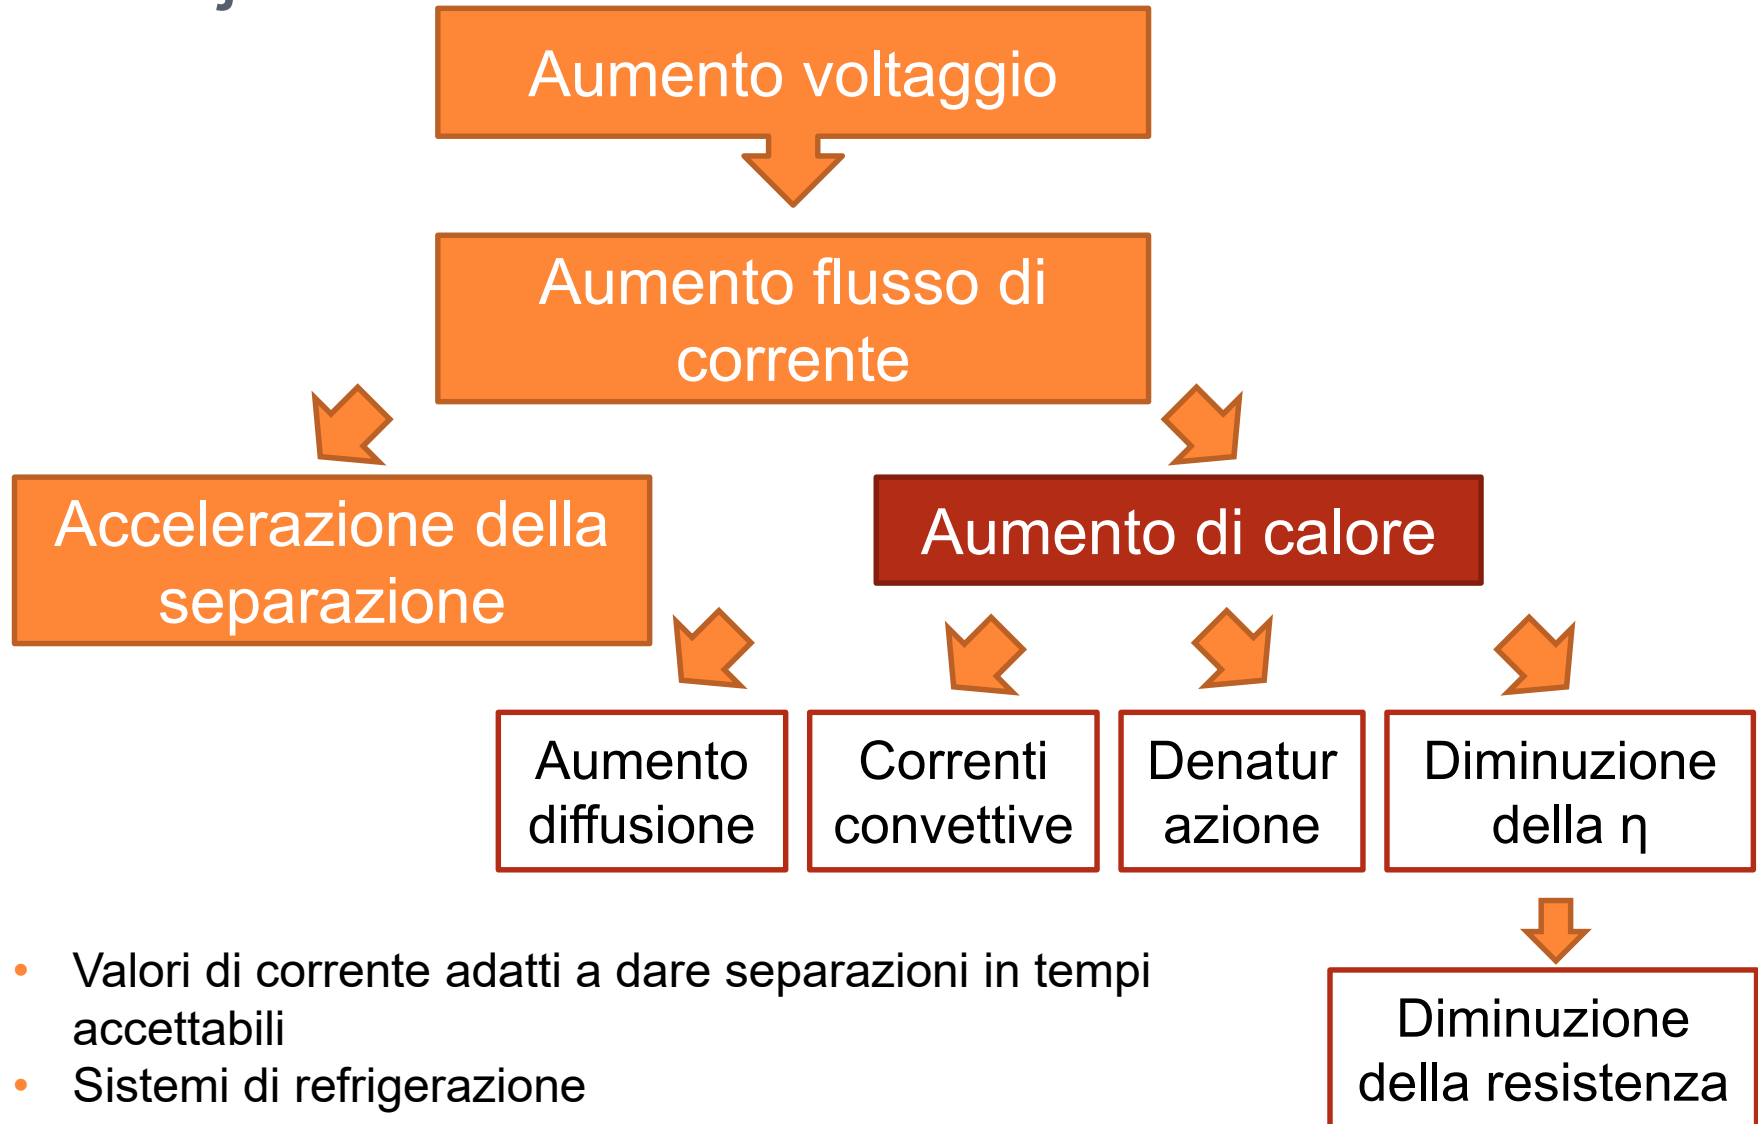 Aumento voltaggio
Aumento flusso di
corrente
Accelerazione della
separazione
Aumento di calore
Aumento
diffusione
Correnti
convettive
Denatur
azione
Diminuzione
della η
• Valori di corrente adatti a dare separazioni in tempi
accettabili
• Sistemi di refrigerazione
Diminuzione
della resistenza